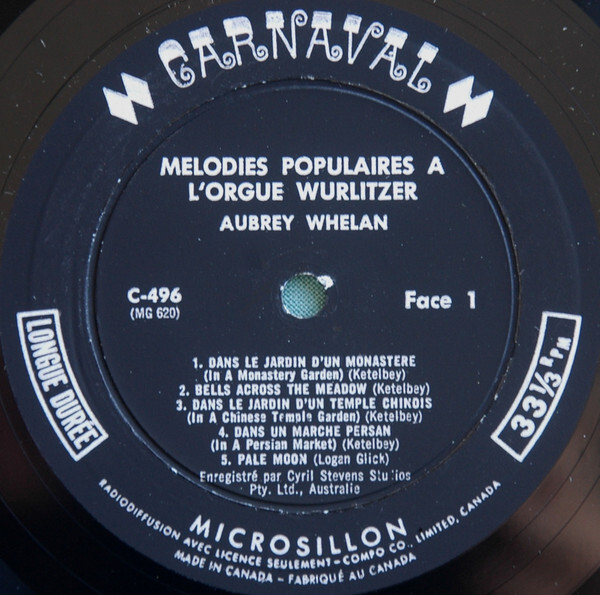 CARNAVAL
MELODIES POPULAIRES A
L'ORGUE WURLITZER
AUBREY WHELAN
C-496
(MG 620)
Face 1
LONGUE DURÉE
33 1/3 RPM
1. DANS LE JARDIN D'UN MONASTERE
(In A Monastery Garden) (Ketelbey)
2. BELLS ACROSS THE MEADOW (Ketelbey)
3. DANS LE JARDIN D'UN TEMPLE CHINOIS
(In A Chinese Temple Garden) (Ketelbey)
4. DANS UN MARCHE PERSAN
(In A Persian Market) (Ketelbey)
5. PALE MOON (Logan Glick)
Enregistré par Cyril Stevens Studios
Pty. Ltd., Australia
MICROSILLON
RADIODIFFUSION AVEC LICENCE SEULEMENT - COMPO CO., LIMITED, CANADA
MADE IN CANADA - FABRIQUÉ AU CANADA